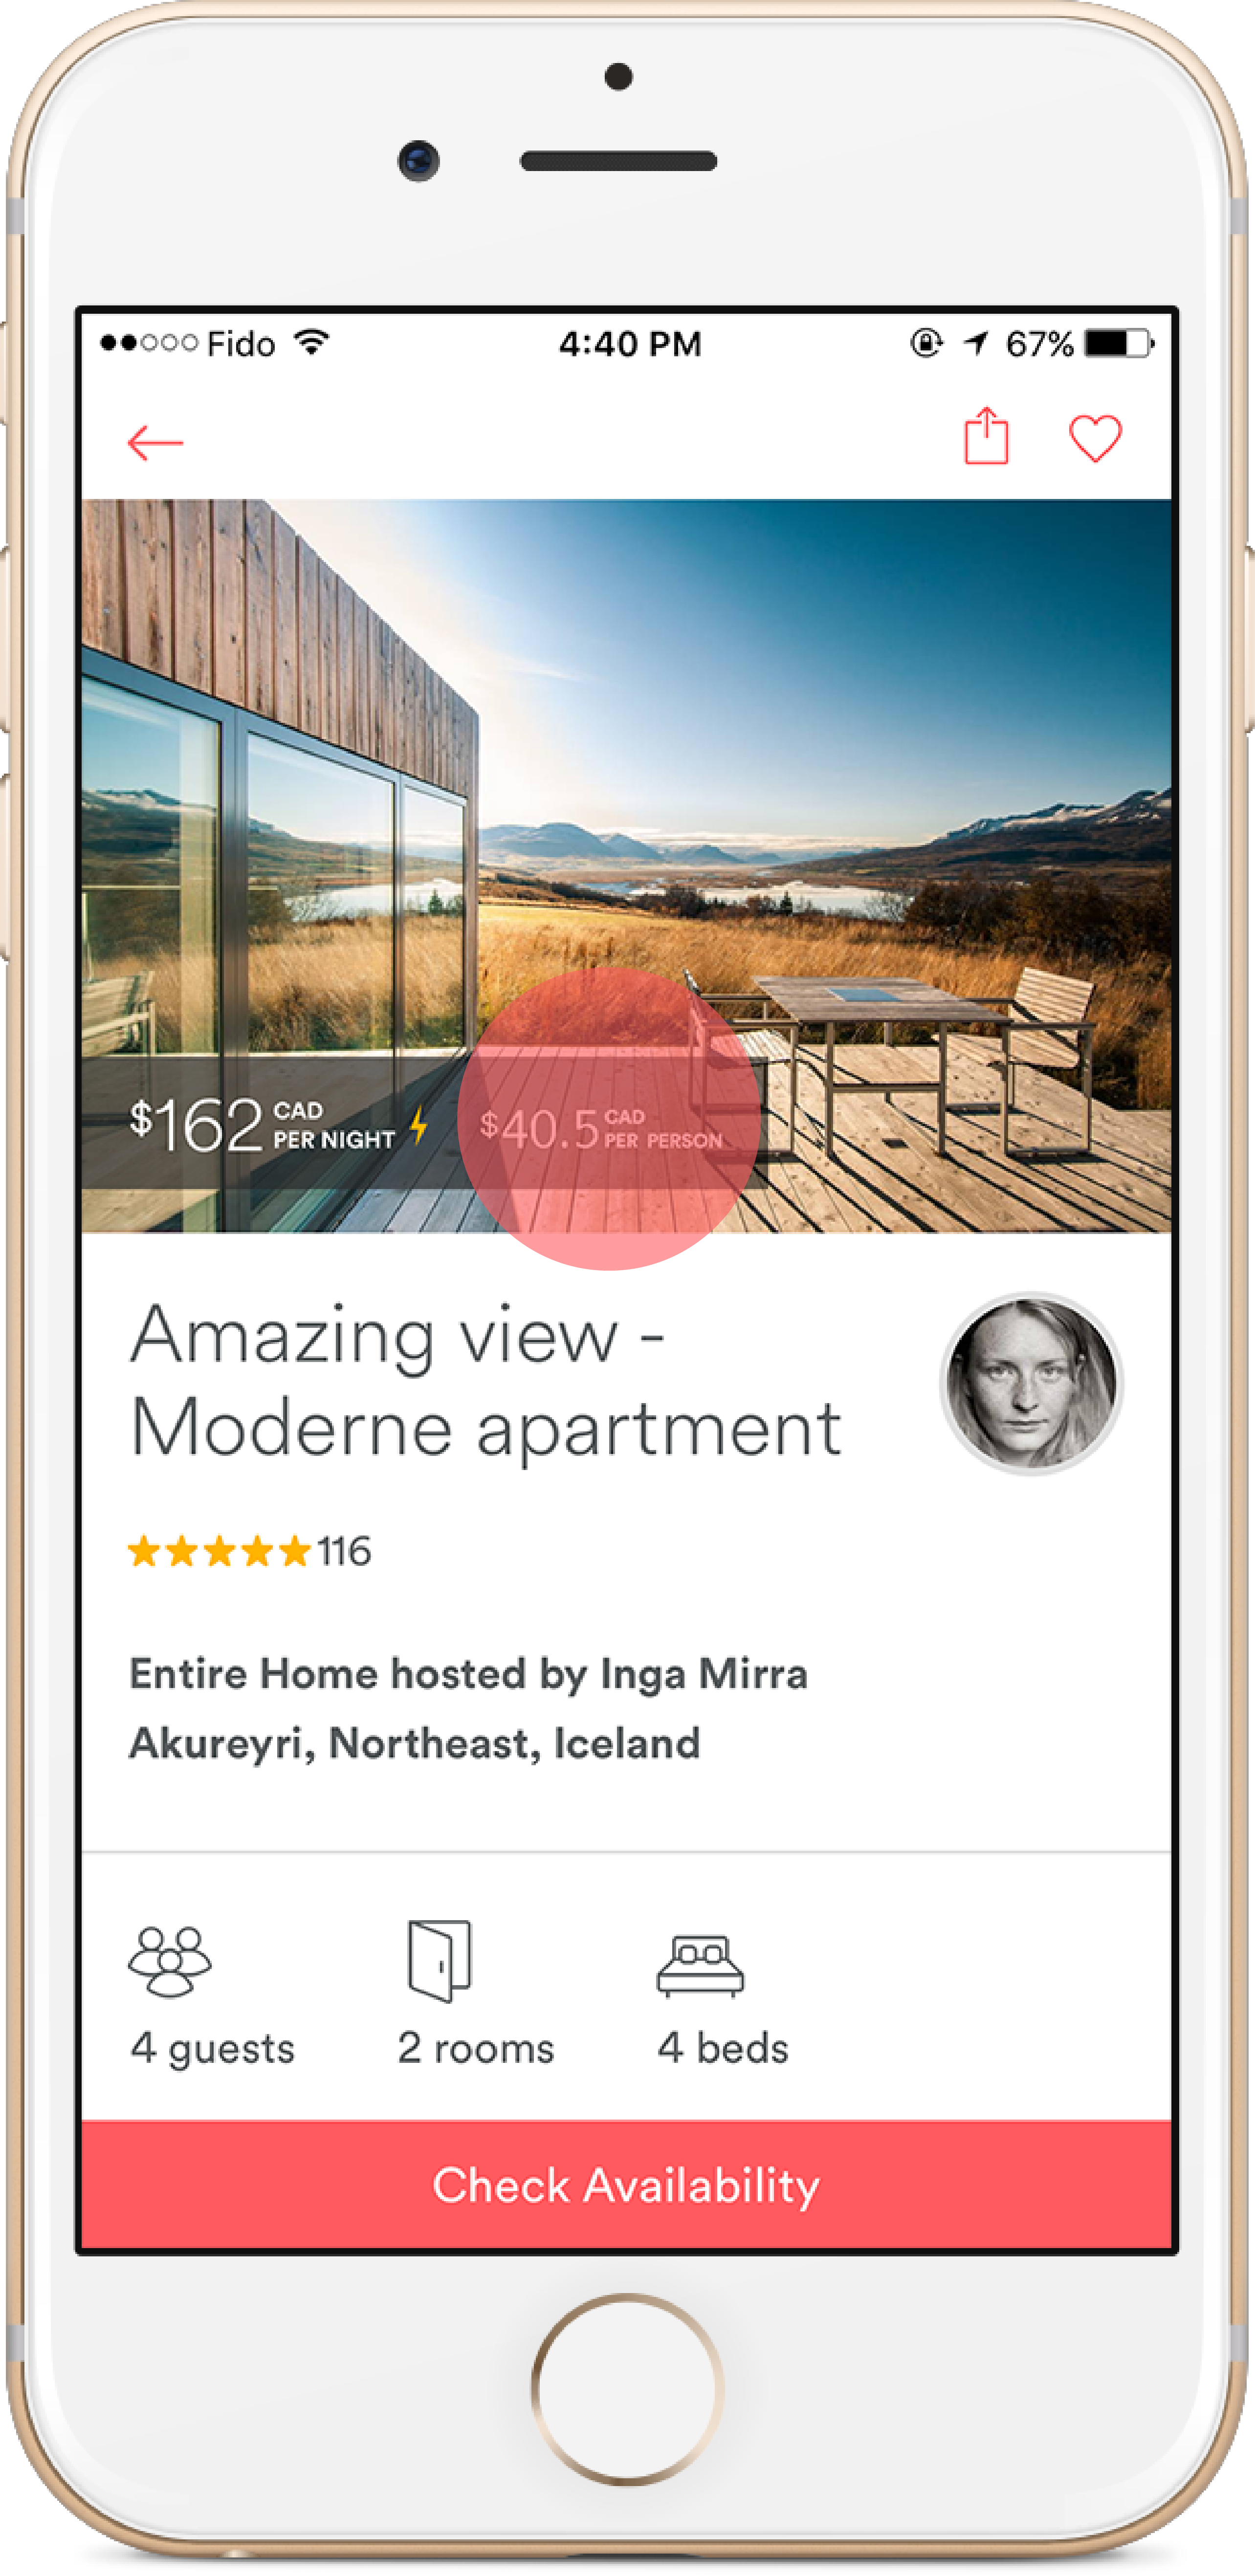 Fido 4:40 PM 67%
$162 CAD PER NIGHT $40.5 CAD PER PERSON
Amazing view -
Moderne apartment
116
Entire Home hosted by Inga Mirra
Akureyri, Northeast, Iceland
4 guests 2 rooms 4 beds
Check Availability